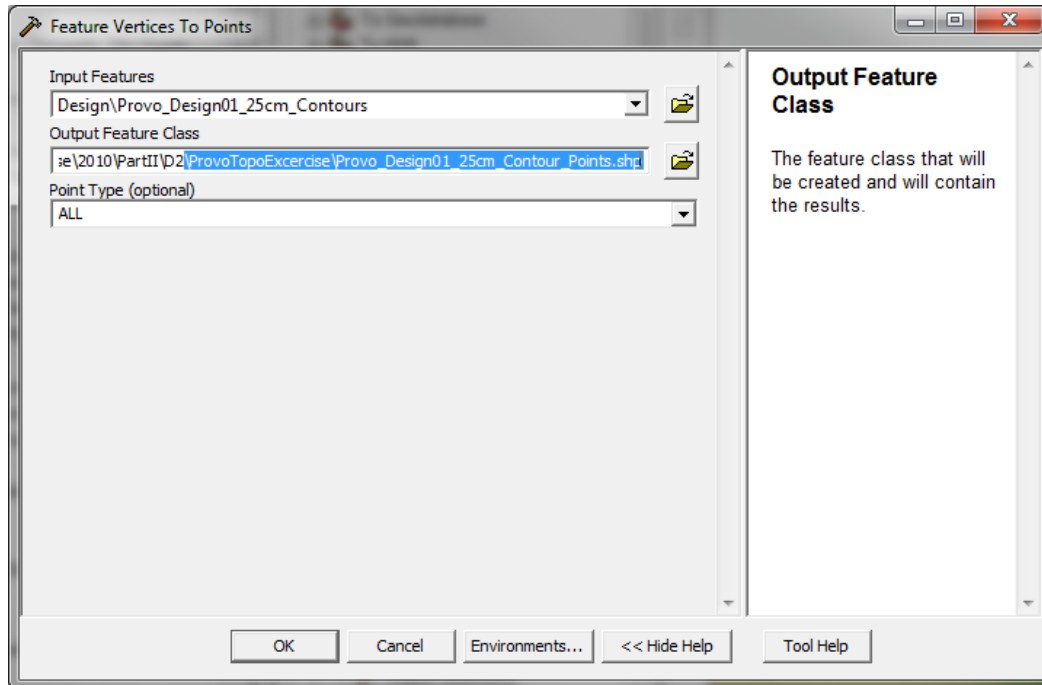 Feature Vertices To Points
Input Features
Design\Provo_Design01_25cm_Contours
Output Feature Class
se\2010\PartII\D2\ProvoTopoExcercise\Provo_Design01_25cm_Contour_Points.shp
Point Type (optional)
ALL
OK
Cancel
Environments...
<< Hide Help
Output Feature
Class
The feature class that will
be created and will contain
the results.
Tool Help